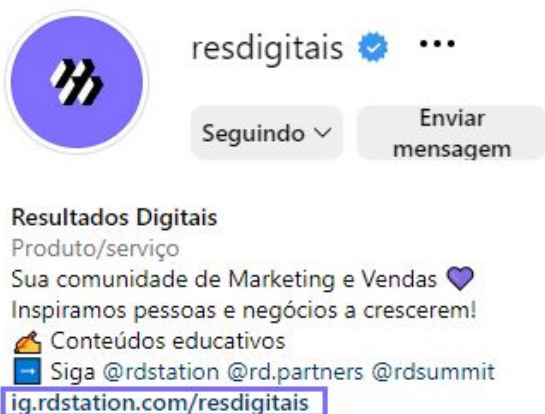 resdigitais
Seguindo
Enviar
mensagem
Resultados Digitais
Produto/serviço
Sua comunidade de Marketing e Vendas 💜
Inspiramos pessoas e negócios a crescerem!
✍️ Conteúdos educativos
➡️ Siga @rdstation @rd.partners @rdsummit
ig.rdstation.com/resdigitais